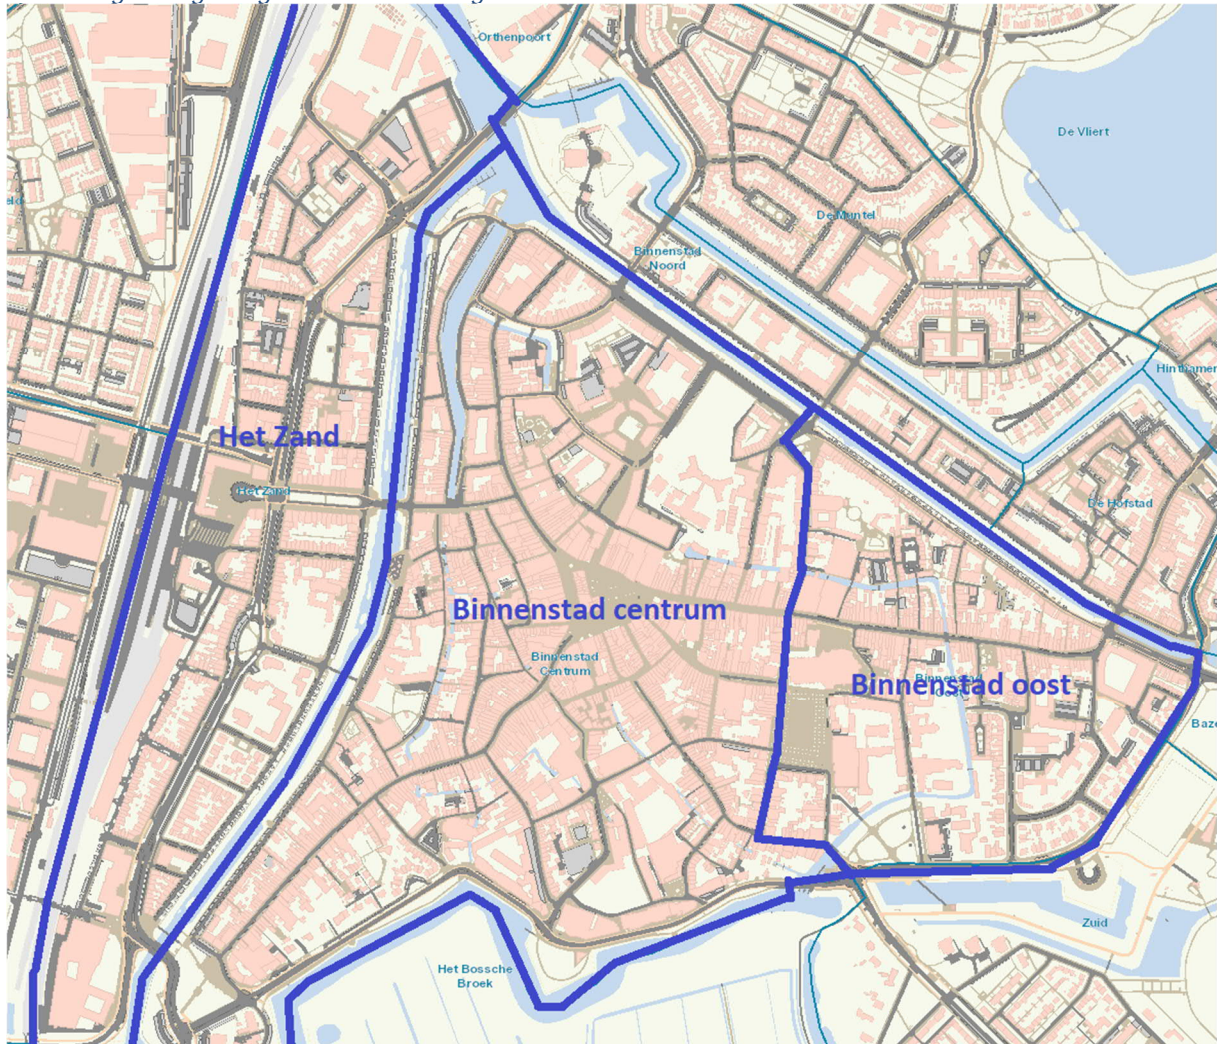 Orthenpoort
De Vliert
De Muntel
Binnenstad
Noord
Hinthamer
Het Zand
Het Zand
De Hofstad
Binnenstad centrum
Binnenstad
Centrum
Binnenstad oost
Baze
Zuid
Het Bossche
Broek